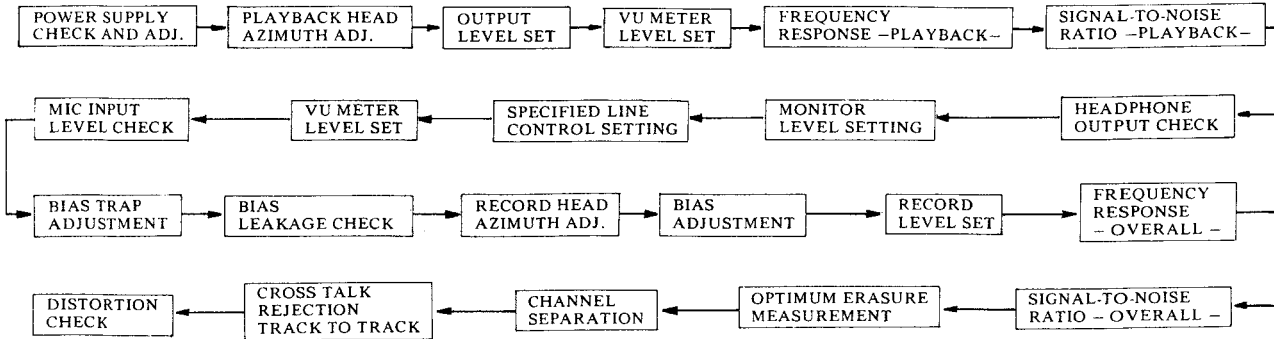 POWER SUPPLY
CHECK AND ADJ.
PLAYBACK HEAD
AZIMUTH ADJ.
OUTPUT
LEVEL SET
VU METER
LEVEL SET
FREQUENCY
RESPONSE –PLAYBACK–
SIGNAL-TO-NOISE
RATIO –PLAYBACK–
HEADPHONE
OUTPUT CHECK
MONITOR
LEVEL SETTING
SPECIFIED LINE
CONTROL SETTING
VU METER
LEVEL SET
MIC INPUT
LEVEL CHECK
BIAS TRAP
ADJUSTMENT
BIAS
LEAKAGE CHECK
RECORD HEAD
AZIMUTH ADJ.
BIAS
ADJUSTMENT
RECORD
LEVEL SET
FREQUENCY
RESPONSE
– OVERALL –
SIGNAL-TO-NOISE
RATIO – OVERALL –
OPTIMUM ERASURE
MEASUREMENT
CHANNEL
SEPARATION
CROSS TALK
REJECTION
TRACK TO TRACK
DISTORTION
CHECK